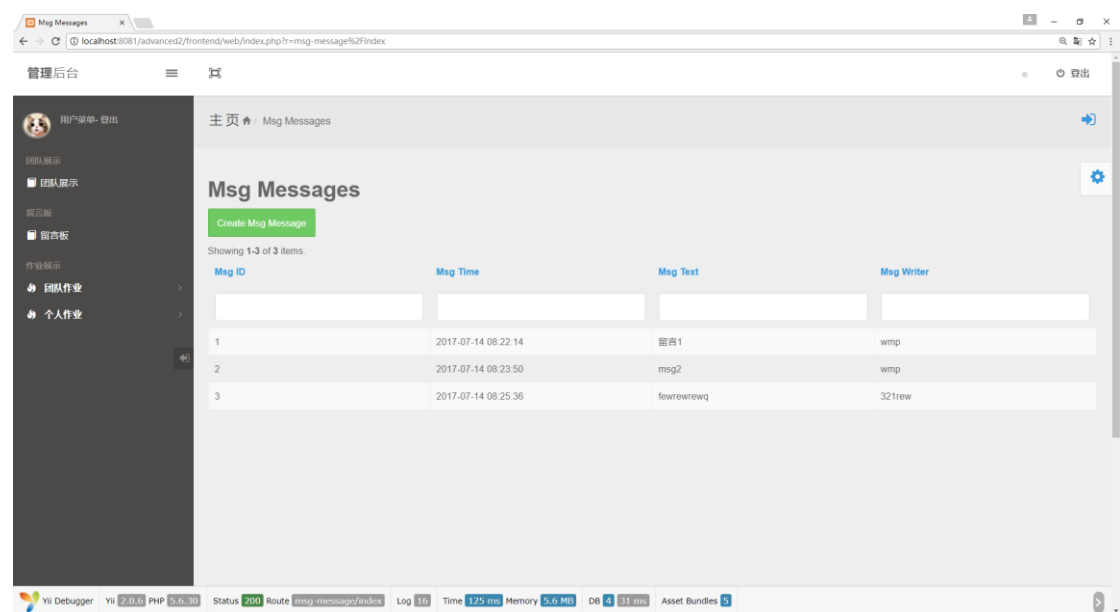 Msg Messages
localhost:8081/advanced2/frontend/web/index.php?r=msg-message%2Findex
管理后台
登出
用户菜单- 登出
主页 / Msg Messages
团队展示
团队展示
留言板
留言板
作业展示
团队作业
个人作业
Msg Messages
Create Msg Message
Showing 1-3 of 3 items.
Msg ID Msg Time Msg Text Msg Writer
1 2017-07-14 08:22:14 留言1 wmp
2 2017-07-14 08:23:50 msg2 wmp
3 2017-07-14 08:25:36 fewrewrewq 321rew
Yii Debugger Yii 2.0.6 PHP 5.6.30 Status 200 Route msg-message/index Log 16 Time 125 ms Memory 5.6 MB DB 4 31 ms Asset Bundles 5